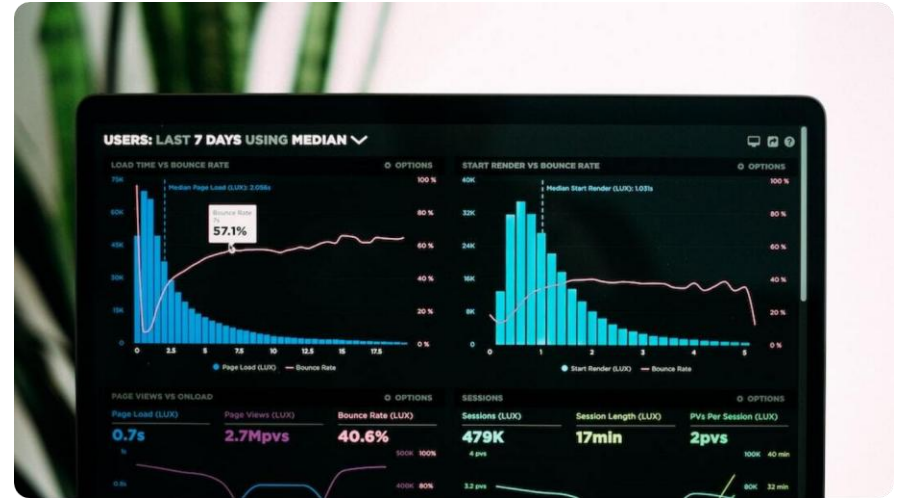 USERS: LAST 7 DAYS USING MEDIAN
LOAD TIME VS BOUNCE RATE
OPTIONS
75K
100 %
Median Page Load (LUX): 2.056s
60K
80 %
Bounce Rate
7s
57.1%
45K
60 %
30K
40 %
15K
20 %
0
0 %
0 2.5 5 7.5 10 12.5 15 17.5
Page Load (LUX)
Bounce Rate
START RENDER VS BOUNCE RATE
OPTIONS
40K
100 %
Median Start Render (LUX): 1.031s
32K
80 %
24K
60 %
16K
40 %
8K
20 %
0
0 %
0 1 2 3 4 5
Start Render (LUX)
Bounce Rate
PAGE VIEWS VS ONLOAD
OPTIONS
Page Load (LUX)
0.7s
Page Views (LUX)
2.7Mpvs
Bounce Rate (LUX)
40.6%
1s
500K 100%
0.8s
400K 80%
SESSIONS
OPTIONS
Sessions (LUX)
479K
Session Length (LUX)
17min
PVs Per Session (LUX)
2pvs
4 pvs
100K 40 min
3.2 pvs
80K 32 min